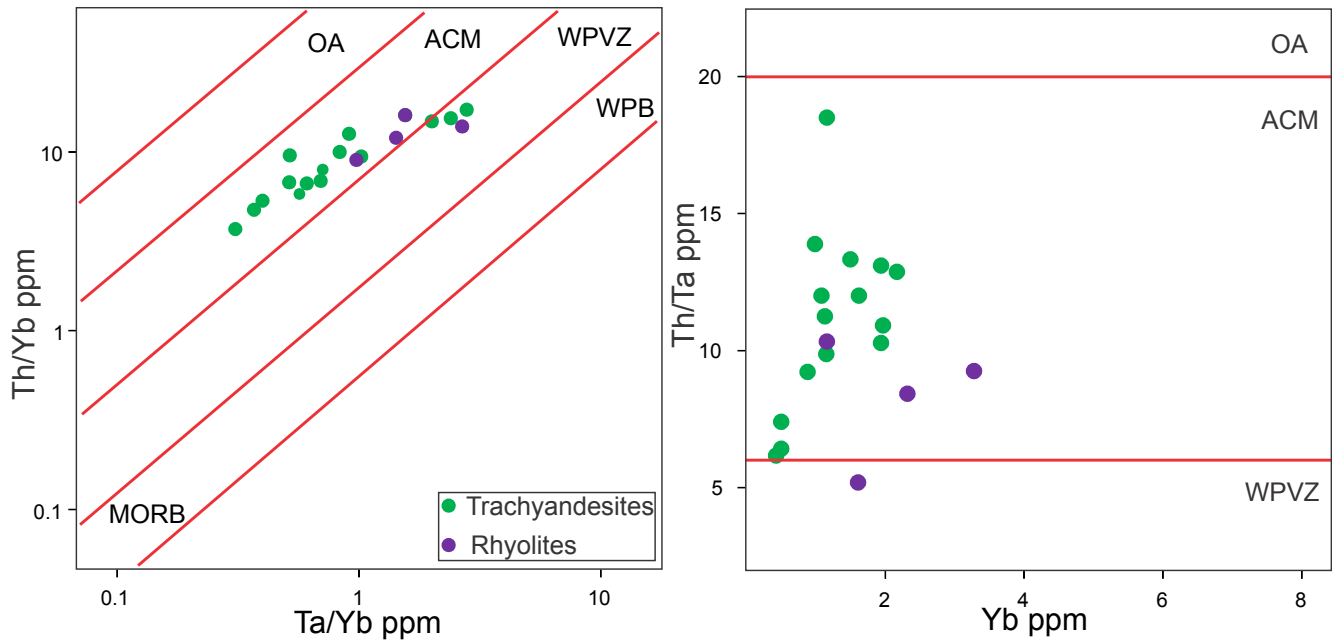 OA
ACM
WPVZ
WPB
10
1
0.1
Th/Yb ppm
MORB
Trachyandesites
Rhyolites
0.1
1
10
Ta/Yb ppm
OA
20
ACM
15
Th/Ta ppm
10
5
WPVZ
2
4
6
8
Yb ppm